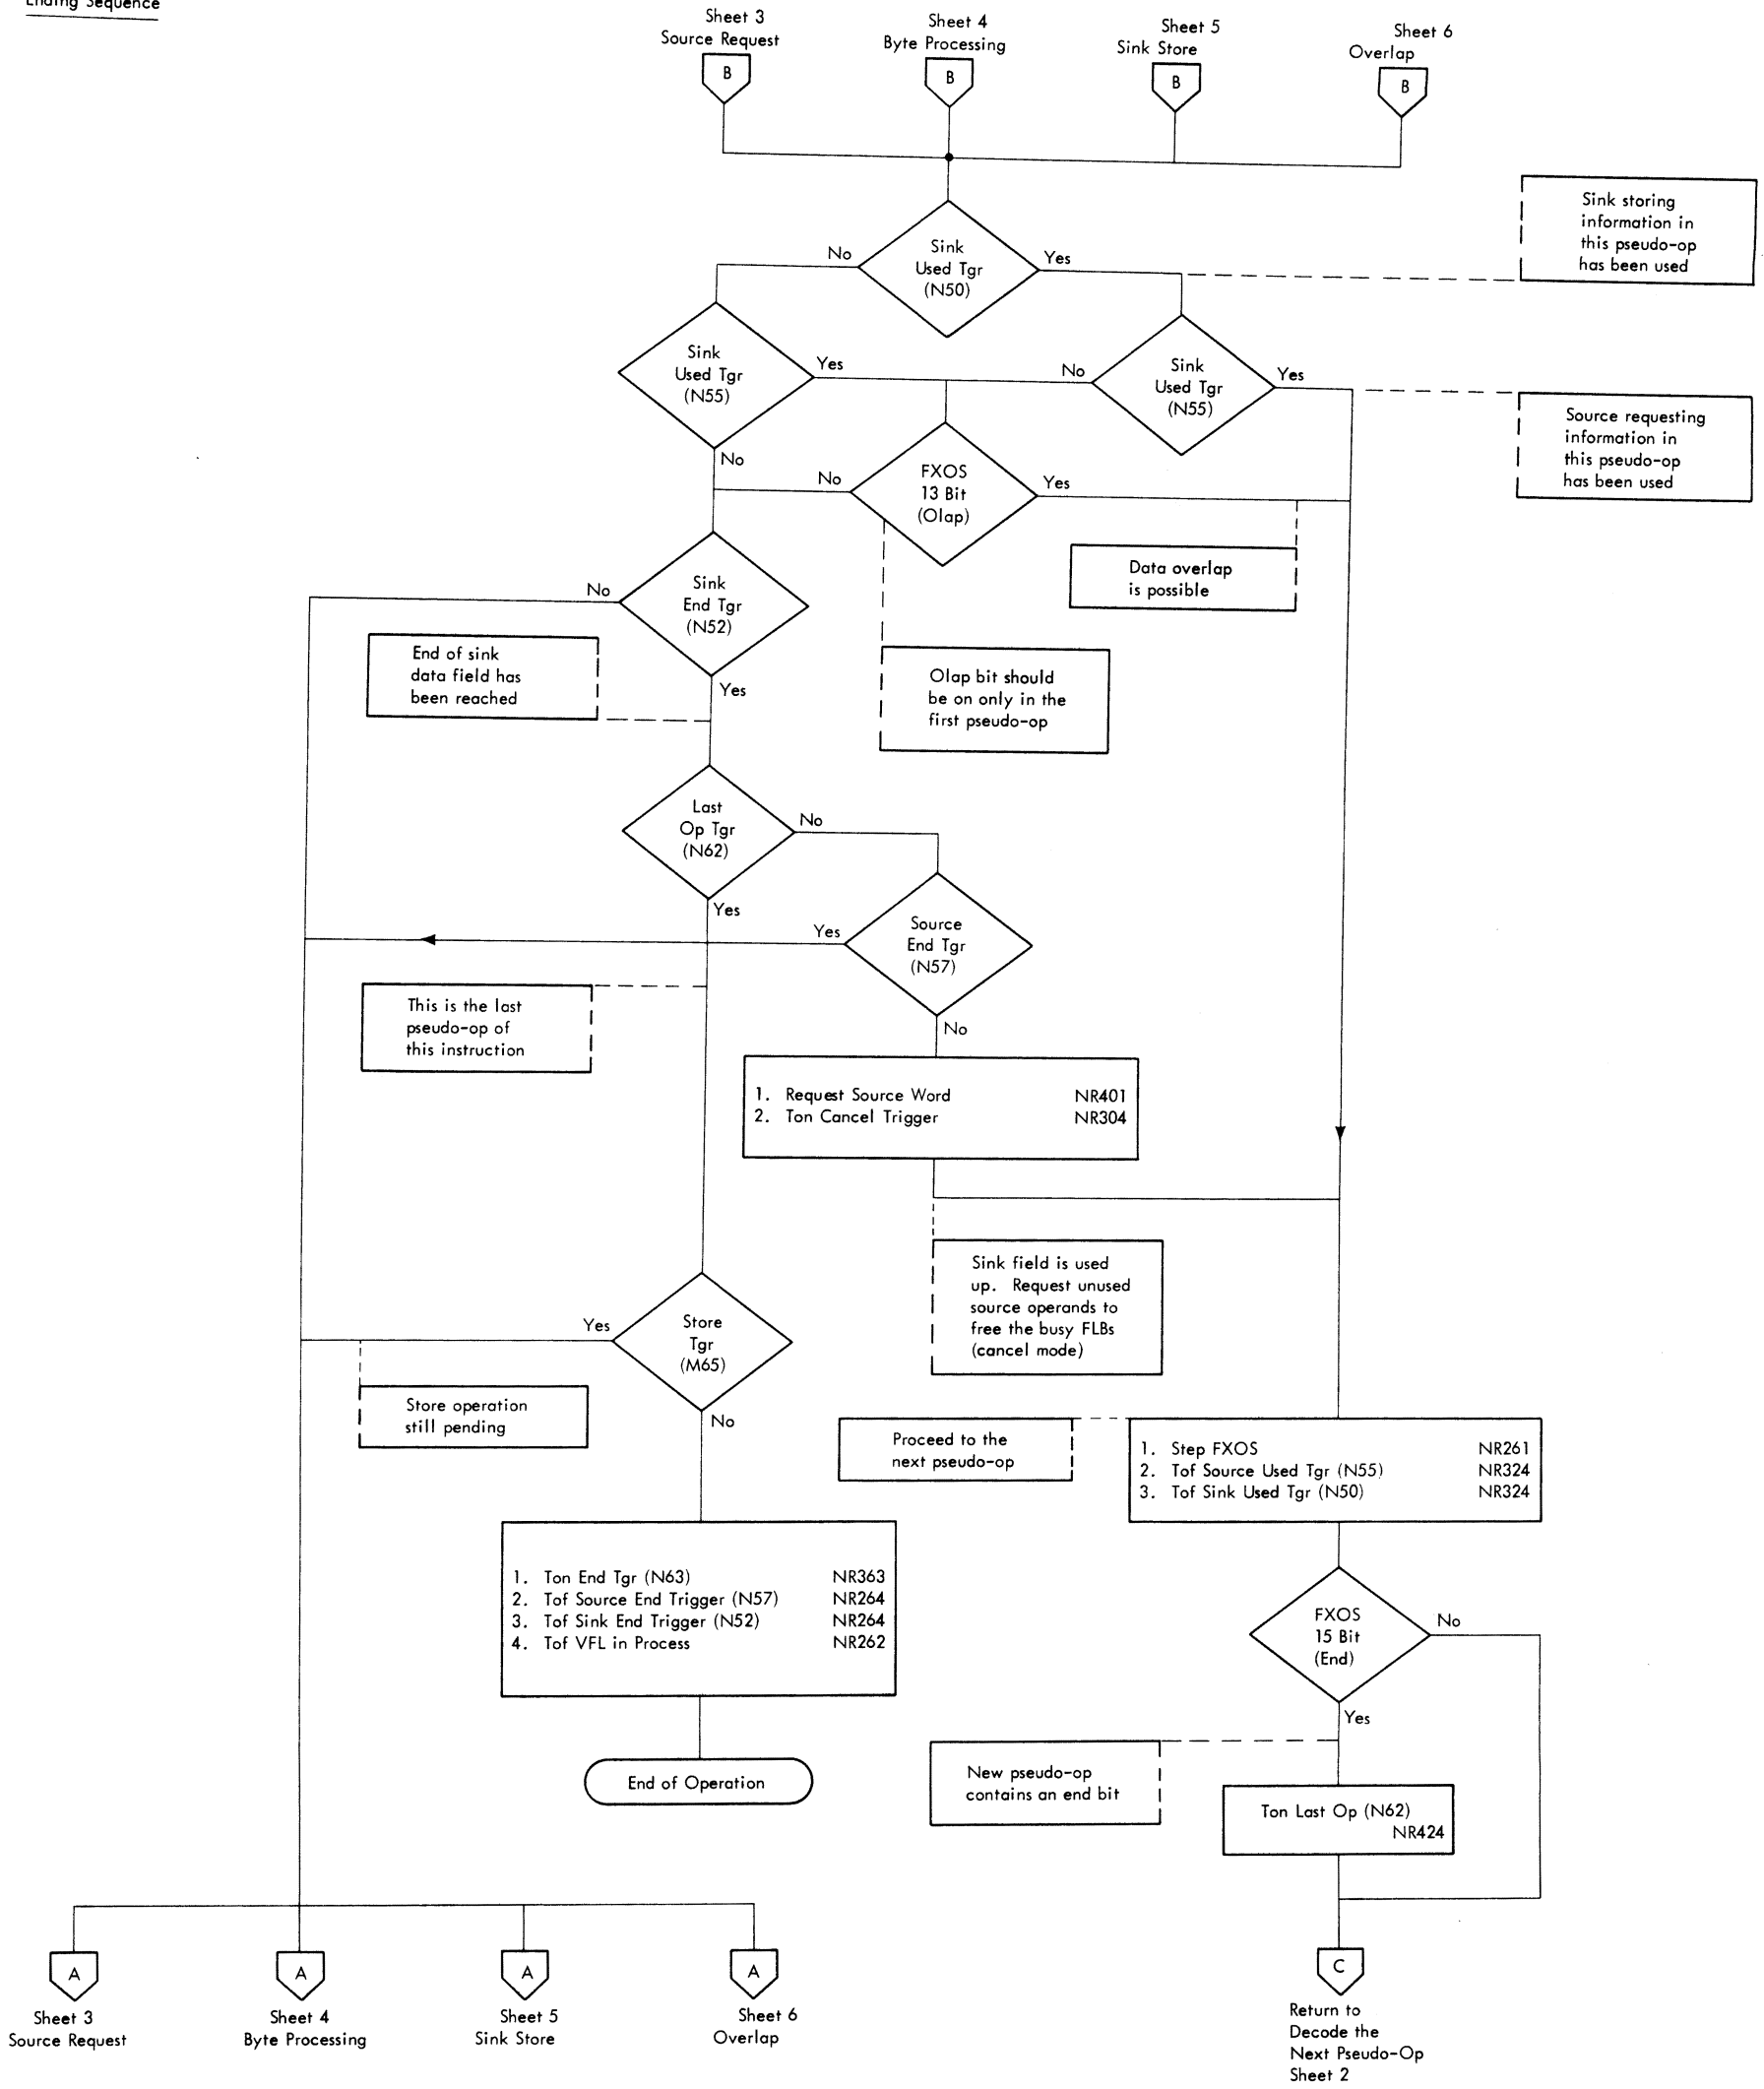 Ending Sequence
Sheet 3
Source Request
B
Sheet 4
Byte Processing
B
Sheet 5
Sink Store
B
Sheet 6
Overlap
B
Sink
Used Tgr
(N50)
No
Yes
Sink storing
information in
this pseudo-op
has been used
Sink
Used Tgr
(N55)
Yes
No
Sink
Used Tgr
(N55)
No
Yes
Source requesting
information in
this pseudo-op
has been used
FXOS
13 Bit
(Olap)
No
Yes
Data overlap
is possible
Olap bit should
be on only in the
first pseudo-op
Sink
End Tgr
(N52)
No
Yes
End of sink
data field has
been reached
Last
Op Tgr
(N62)
No
Yes
Source
End Tgr
(N57)
Yes
No
This is the last
pseudo-op of
this instruction
1. Request Source Word NR401
2. Ton Cancel Trigger NR304
Sink field is used
up. Request unused
source operands to
free the busy FLBs
(cancel mode)
Store
Tgr
(M65)
Yes
No
Store operation
still pending
Proceed to the
next pseudo-op
1. Step FXOS NR261
2. Tof Source Used Tgr (N55) NR324
3. Tof Sink Used Tgr (N50) NR324
1. Ton End Tgr (N63) NR363
2. Tof Source End Trigger (N57) NR264
3. Tof Sink End Trigger (N52) NR264
4. Tof VFL in Process NR262
FXOS
15 Bit
(End)
No
Yes
End of Operation
New pseudo-op
contains an end bit
Ton Last Op (N62)
NR424
A
Sheet 3
Source Request
A
Sheet 4
Byte Processing
A
Sheet 5
Sink Store
A
Sheet 6
Overlap
C
Return to
Decode the
Next Pseudo-Op
Sheet 2